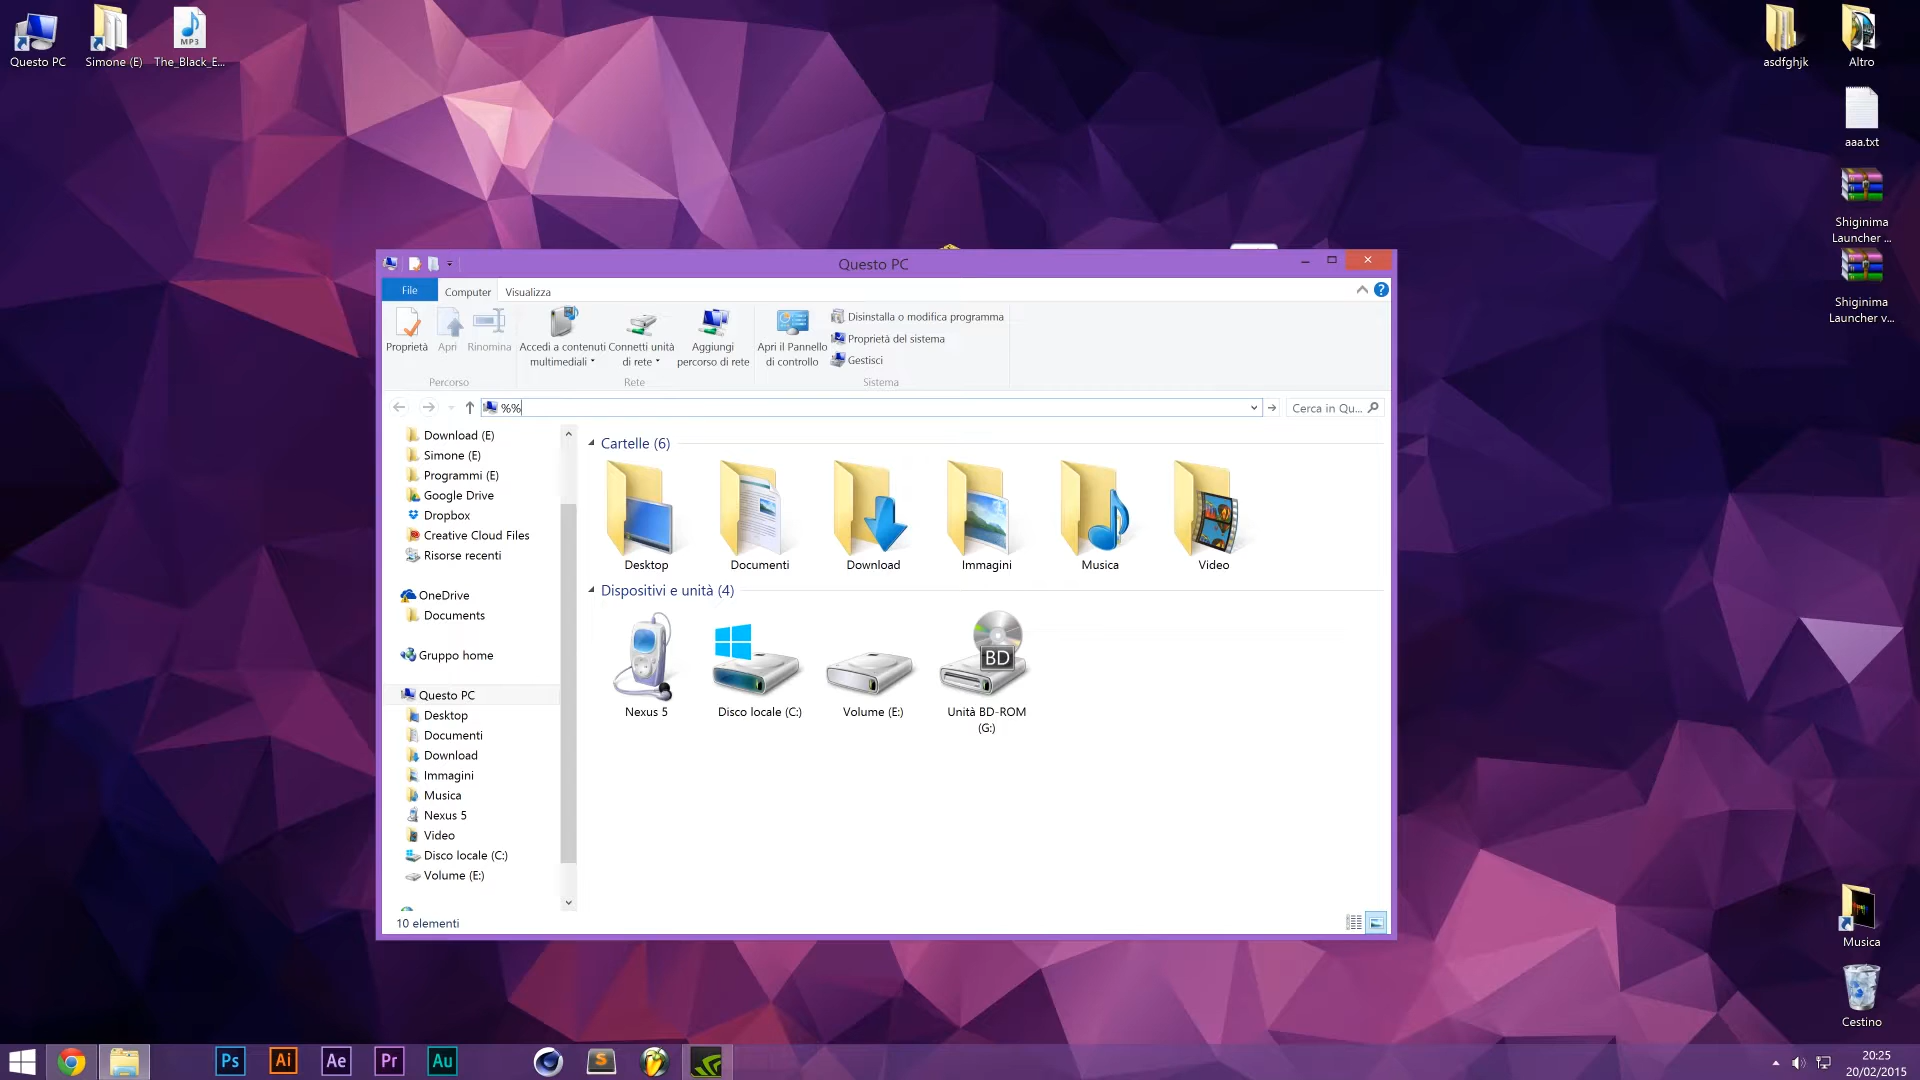 Questo PC
Simone (E)
MP3
The_Black_E...
asdfghjk
Altro
aaa.txt
Shiginima
Launcher ...
Shiginima
Launcher v...
Questo PC
File
Computer
Visualizza
Proprietà
Apri
Rinomina
Accedi a contenuti
multimediali
Connetti unità
di rete
Aggiungi
percorso di rete
Apri il Pannello
di controllo
Disinstalla o modifica programma
Proprietà del sistema
Gestisci
Percorso
Rete
Sistema
%%
Cerca in Qu...
Download (E)
Simone (E)
Programmi (E)
Google Drive
Dropbox
Creative Cloud Files
Risorse recenti
OneDrive
Documents
Gruppo home
Questo PC
Desktop
Documenti
Download
Immagini
Musica
Nexus 5
Video
Disco locale (C:)
Volume (E:)
Cartelle (6)
Desktop
Documenti
Download
Immagini
Musica
Video
Dispositivi e unità (4)
BD
Nexus 5
Disco locale (C:)
Volume (E:)
Unità BD-ROM
(G:)
10 elementi
Musica
Cestino
Ps
Ai
Ae
Pr
Au
S
20:25
20/02/2015